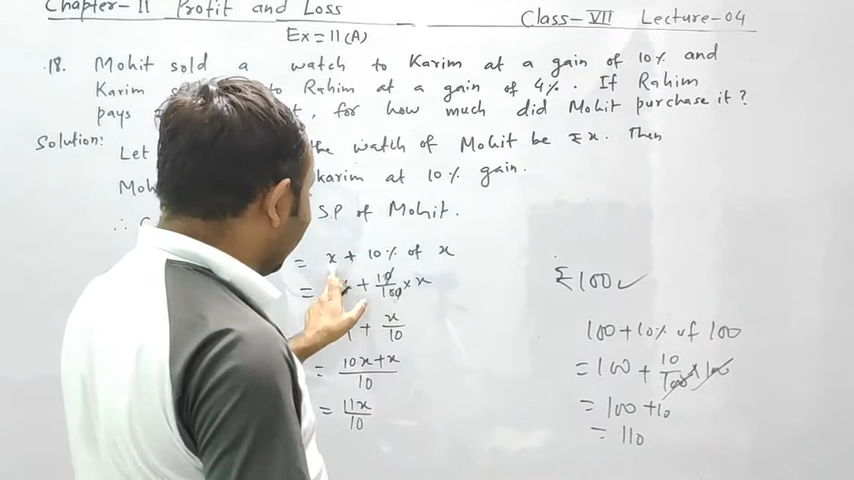 Chapter-11 Profit and Loss
Class-VII Lecture-04
Ex=11(A)
18. Mohit sold a watch to Karim at a gain of 10% and
Karim to Rahim at a gain of 4%. If Rahim
pays , for how much did Mohit purchase it?
Solution:
Let the watch of Mohit be ₹x. Then
Karim at 10% gain.
∴ S.P of Mohit.
= x + 10% of x
= + 10/100 × x
+ x/10
= 10x+x/10
= 11x/10
₹100 ✓
100+10% of 100
= 100 + 10/100 × 100
= 100 + 10
= 110